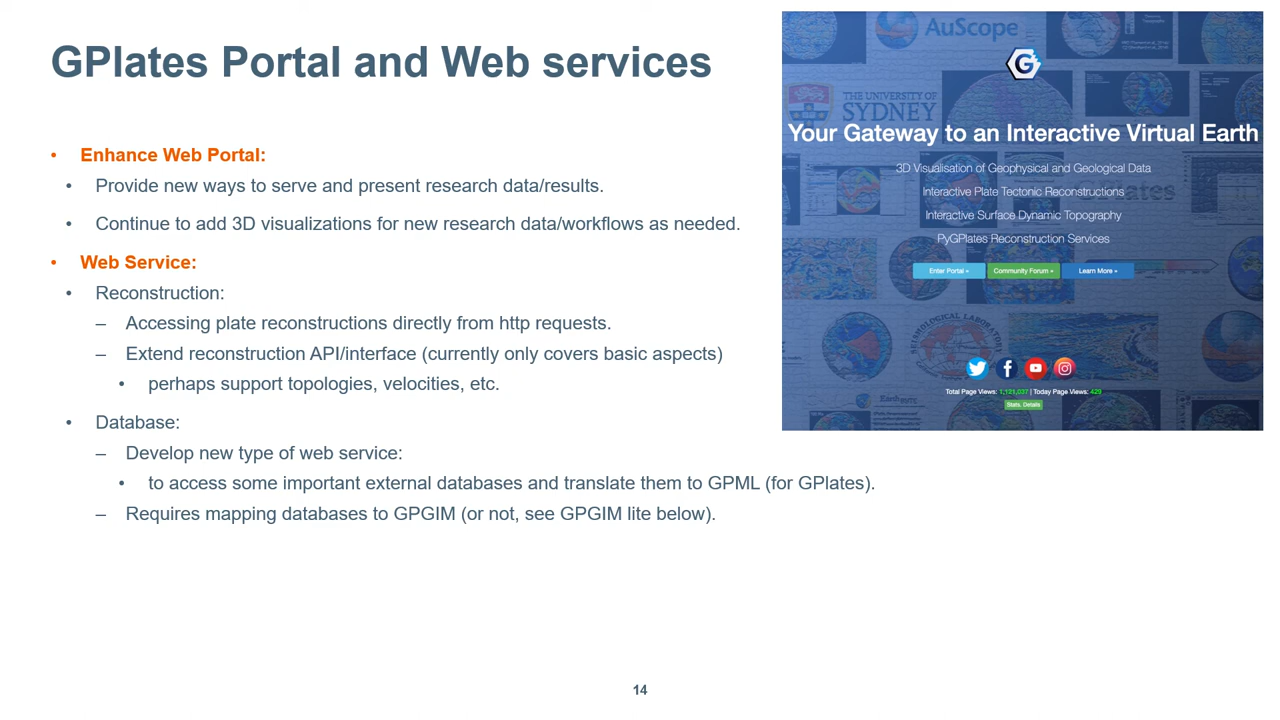 GPlates Portal and Web services
• Enhance Web Portal:
• Provide new ways to serve and present research data/results.
• Continue to add 3D visualizations for new research data/workflows as needed.
• Web Service:
• Reconstruction:
– Accessing plate reconstructions directly from http requests.
– Extend reconstruction API/interface (currently only covers basic aspects)
• perhaps support topologies, velocities, etc.
• Database:
– Develop new type of web service:
• to access some important external databases and translate them to GPML (for GPlates).
– Requires mapping databases to GPGIM (or not, see GPGIM lite below).
AuScope
G
THE UNIVERSITY OF
SYDNEY
Your Gateway to an Interactive Virtual Earth
3D Visualisation of Geophysical and Geological Data
Interactive Plate Tectonic Reconstructions
Interactive Surface Dynamic Topography
PyGPlates Reconstruction Services
Enter Portal »
Community Forum »
Learn More »
SEISMOLOGICAL LABORATORY
Total Page Views: 1,121,037 | Today Page Views: 429
Stats. Details
14